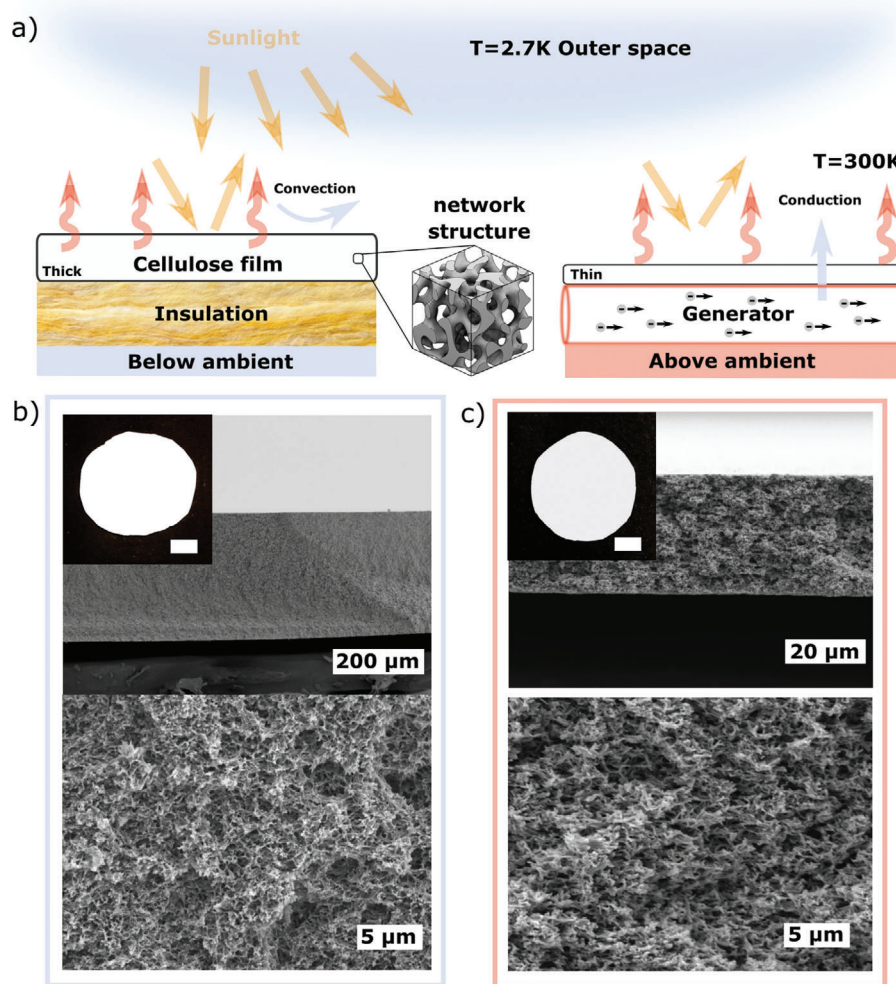 a)
Sunlight
T=2.7K Outer space
T=300K
Convection
Conduction
network
structure
Thick
Cellulose film
Thin
Insulation
Generator
Below ambient
Above ambient
b)
c)
200 µm
20 µm
5 µm
5 µm